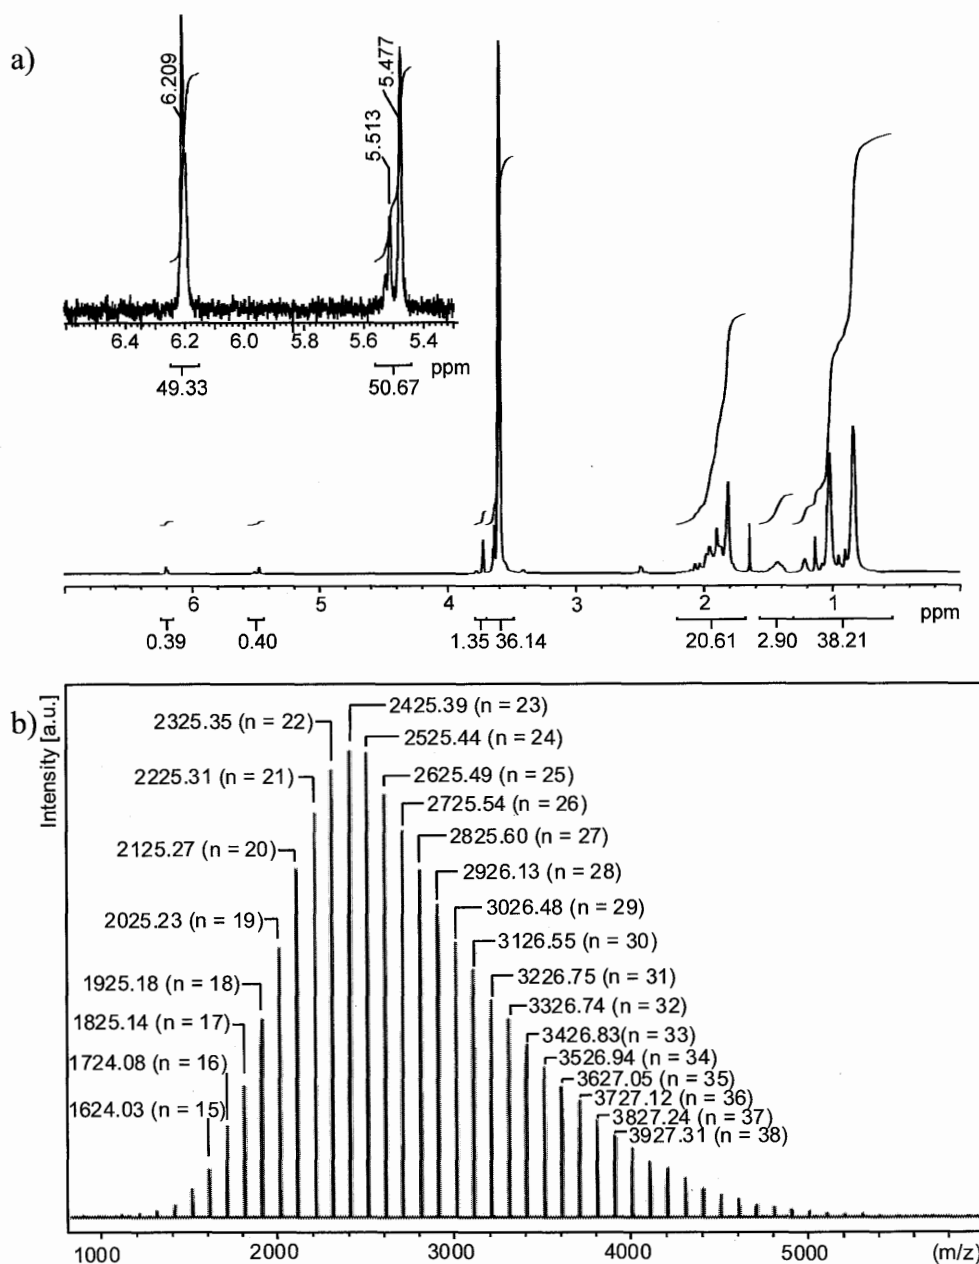 a)
6.209
5.513
5.477
6.4 6.2 6.0 5.8 5.6 5.4
ppm
49.33 50.67
6 5 4 3 2 1 ppm
0.39 0.40 1.35 36.14 20.61 2.90 38.21
b)
Intensity [a.u.]
2425.39 (n = 23)
2325.35 (n = 22)
2525.44 (n = 24)
2225.31 (n = 21)
2625.49 (n = 25)
2725.54 (n = 26)
2125.27 (n = 20)
2825.60 (n = 27)
2926.13 (n = 28)
2025.23 (n = 19)
3026.48 (n = 29)
3126.55 (n = 30)
1925.18 (n = 18)
3226.75 (n = 31)
3326.74 (n = 32)
1825.14 (n = 17)
3426.83(n = 33)
1724.08 (n = 16)
3526.94 (n = 34)
3627.05 (n = 35)
3727.12 (n = 36)
1624.03 (n = 15)
3827.24 (n = 37)
3927.31 (n = 38)
1000 2000 3000 4000 5000 (m/z)